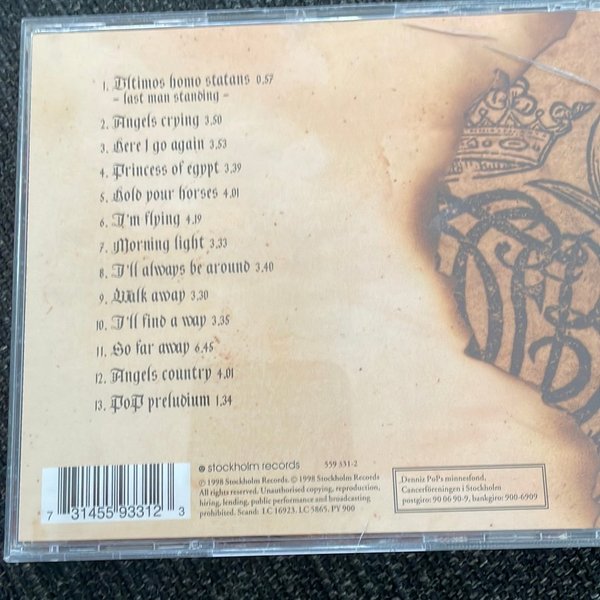 1. Vltimos homo statans 0,57
- last man standing -
2. Angels crying 3,50
3. Here I go again 3,53
4. Princess of egypt 3,39
5. Hold your horses 4,01
6. I'm flying 4,19
7. Morning light 3,33
8. I'll always be around 3,40
9. Walk away 3,30
10. I'll find a way 3,35
11. So far away 6,45
12. Angels country 4,01
13. PoP preludium 1,34
stockholm records 559 331-2
℗ 1998 Stockholm Records. © 1998 Stockholm Records
All rights reserved. Unauthorised copying, reproduction,
hiring, lending, public performance and broadcasting
prohibited. Scand: LC 16923, LC 5865. PY 900
Denniz PoPs minnesfond,
Cancerföreningen i Stockholm
postgiro: 90 06 90-9, bankgiro: 900-6909
7 31455 93312 3